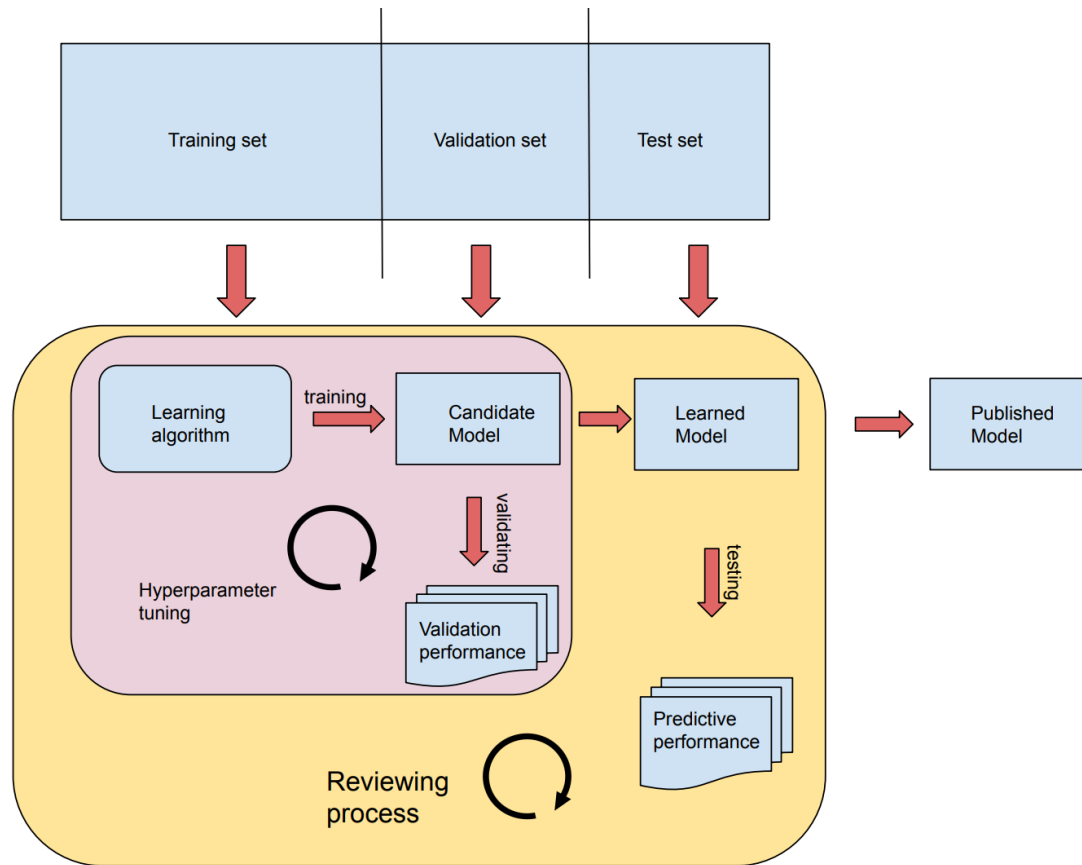 Training set
Validation set
Test set
Learning
algorithm
training
Candidate
Model
Learned
Model
Published
Model
validating
testing
Hyperparameter
tuning
Validation
performance
Predictive
performance
Reviewing
process